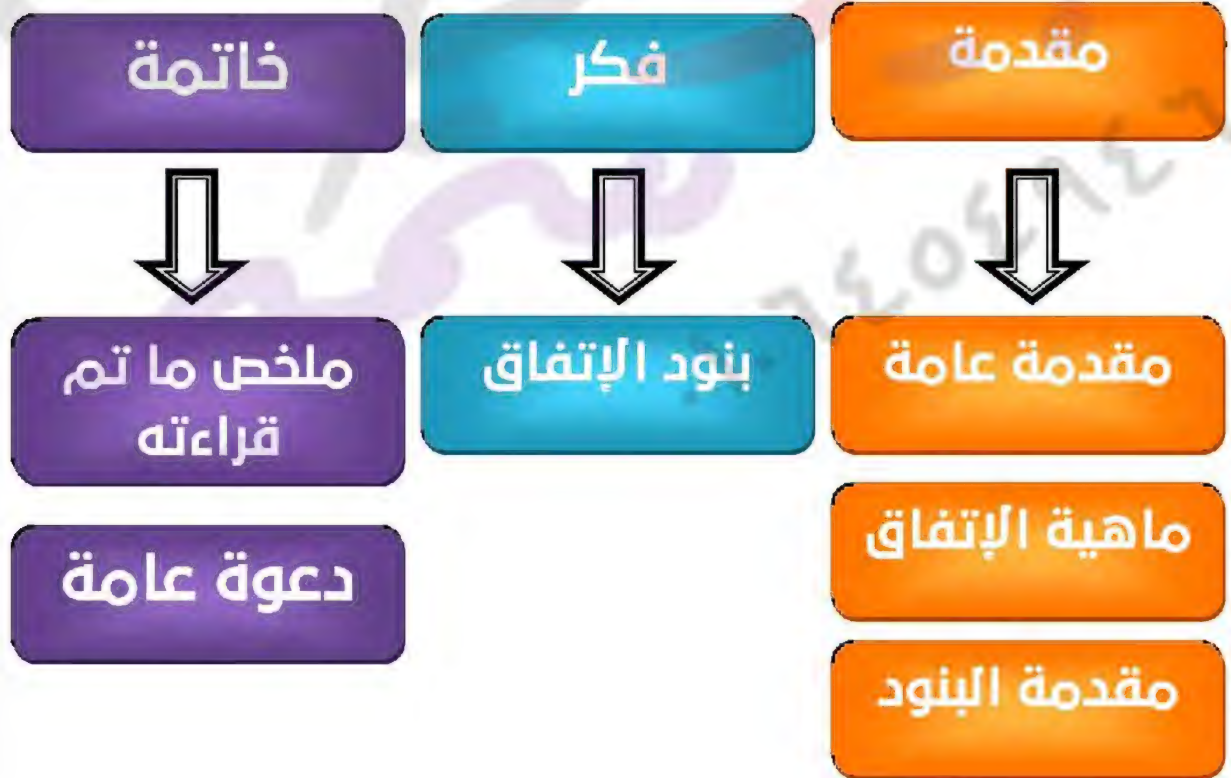 مقدمة
فكر
خاتمة
مقدمة عامة
بنود الإتفاق
ملخص ما تم
قراءته
ماهية الإتفاق
دعوة عامة
مقدمة البنود